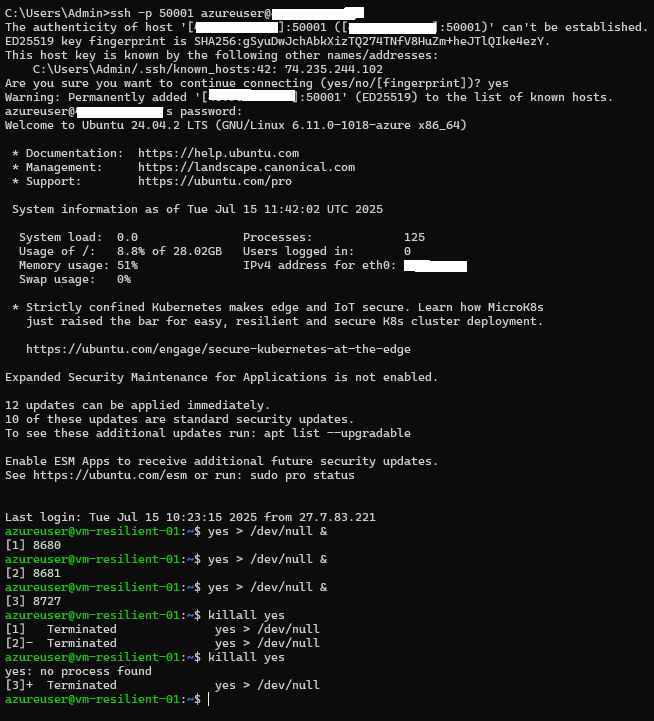 C:\Users\Admin>ssh -p 50001 azureuser@
The authenticity of host '[ ]:50001 ([ ]:50001)' can't be established.
ED25519 key fingerprint is SHA256:gSyuDwJchAbkXizTQ274TNfV8HuZm+heJTlQIke4ezY.
This host key is known by the following other names/addresses:
    C:\Users\Admin/.ssh/known_hosts:42: 74.235.244.102
Are you sure you want to continue connecting (yes/no/[fingerprint])? yes
Warning: Permanently added '[ ]:50001' (ED25519) to the list of known hosts.
azureuser@ s password:
Welcome to Ubuntu 24.04.2 LTS (GNU/Linux 6.11.0-1018-azure x86_64)

 * Documentation:  https://help.ubuntu.com
 * Management:     https://landscape.canonical.com
 * Support:        https://ubuntu.com/pro

 System information as of Tue Jul 15 11:42:02 UTC 2025

  System load:  0.0               Processes:             125
  Usage of /:   8.8% of 28.02GB   Users logged in:       0
  Memory usage: 51%               IPv4 address for eth0:
  Swap usage:   0%

 * Strictly confined Kubernetes makes edge and IoT secure. Learn how MicroK8s
   just raised the bar for easy, resilient and secure K8s cluster deployment.

   https://ubuntu.com/engage/secure-kubernetes-at-the-edge

Expanded Security Maintenance for Applications is not enabled.

12 updates can be applied immediately.
10 of these updates are standard security updates.
To see these additional updates run: apt list --upgradable

Enable ESM Apps to receive additional future security updates.
See https://ubuntu.com/esm or run: sudo pro status


Last login: Tue Jul 15 10:23:15 2025 from 27.7.83.221
azureuser@vm-resilient-01:~$ yes > /dev/null &
[1] 8680
azureuser@vm-resilient-01:~$ yes > /dev/null &
[2] 8681
azureuser@vm-resilient-01:~$ yes > /dev/null &
[3] 8727
azureuser@vm-resilient-01:~$ killall yes
[1]   Terminated              yes > /dev/null
[2]-  Terminated              yes > /dev/null
azureuser@vm-resilient-01:~$ killall yes
yes: no process found
[3]+  Terminated              yes > /dev/null
azureuser@vm-resilient-01:~$